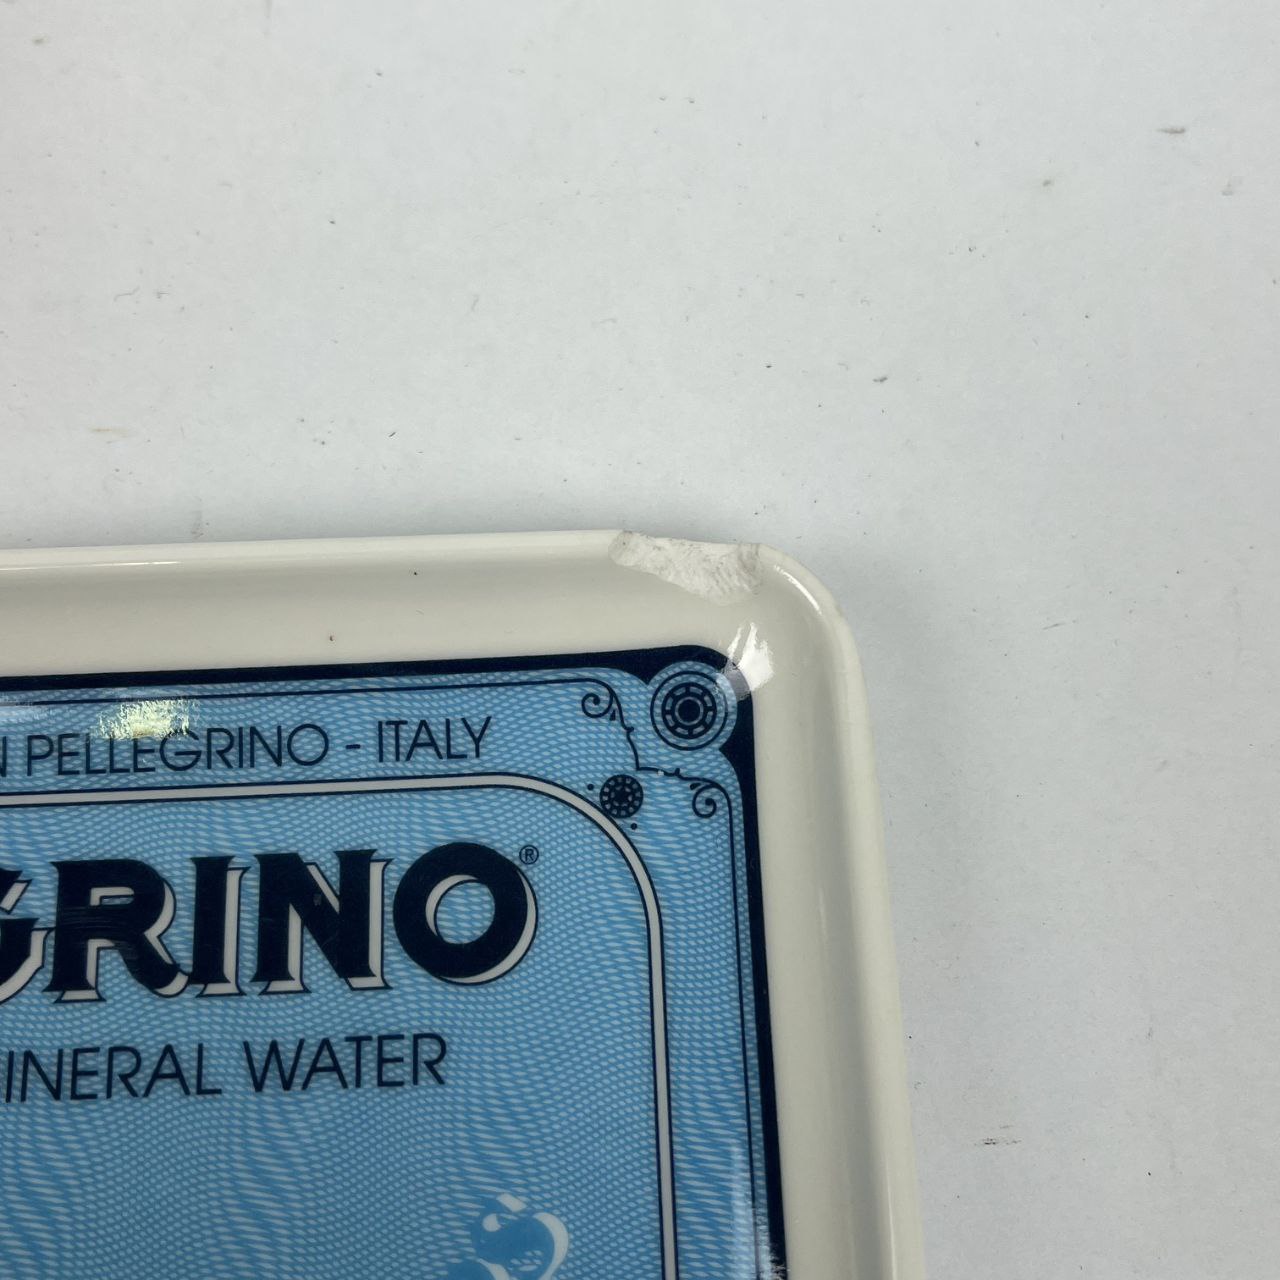 N PELLEGRINO - ITALY
GRINO®
INERAL WATER